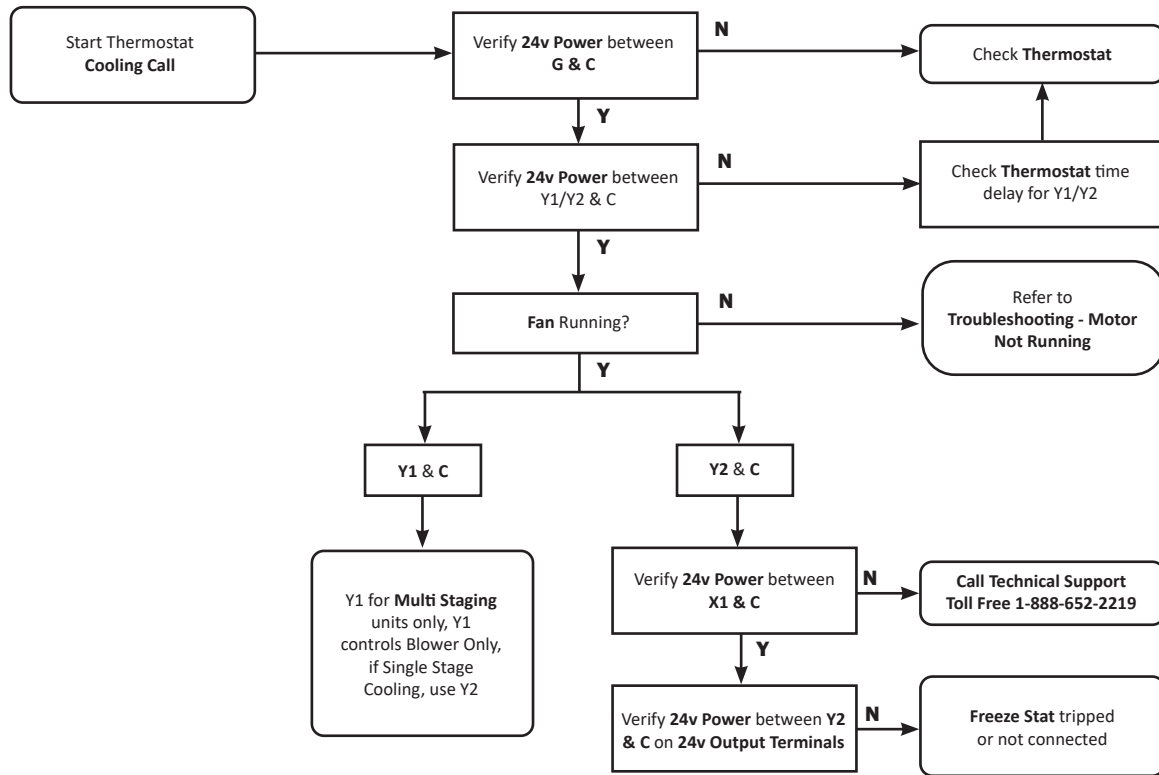 Start Thermostat
Cooling Call
Verify 24v Power between
G & C
N
Check Thermostat
Y
Verify 24v Power between
Y1/Y2 & C
N
Check Thermostat time
delay for Y1/Y2
Y
Fan Running?
N
Refer to
Troubleshooting - Motor
Not Running
Y
Y1 & C
Y2 & C
Y1 for Multi Staging
units only, Y1
controls Blower Only,
if Single Stage
Cooling, use Y2
Verify 24v Power between
X1 & C
N
Call Technical Support
Toll Free 1-888-652-2219
Y
Verify 24v Power between Y2
& C on 24v Output Terminals
N
Freeze Stat tripped
or not connected